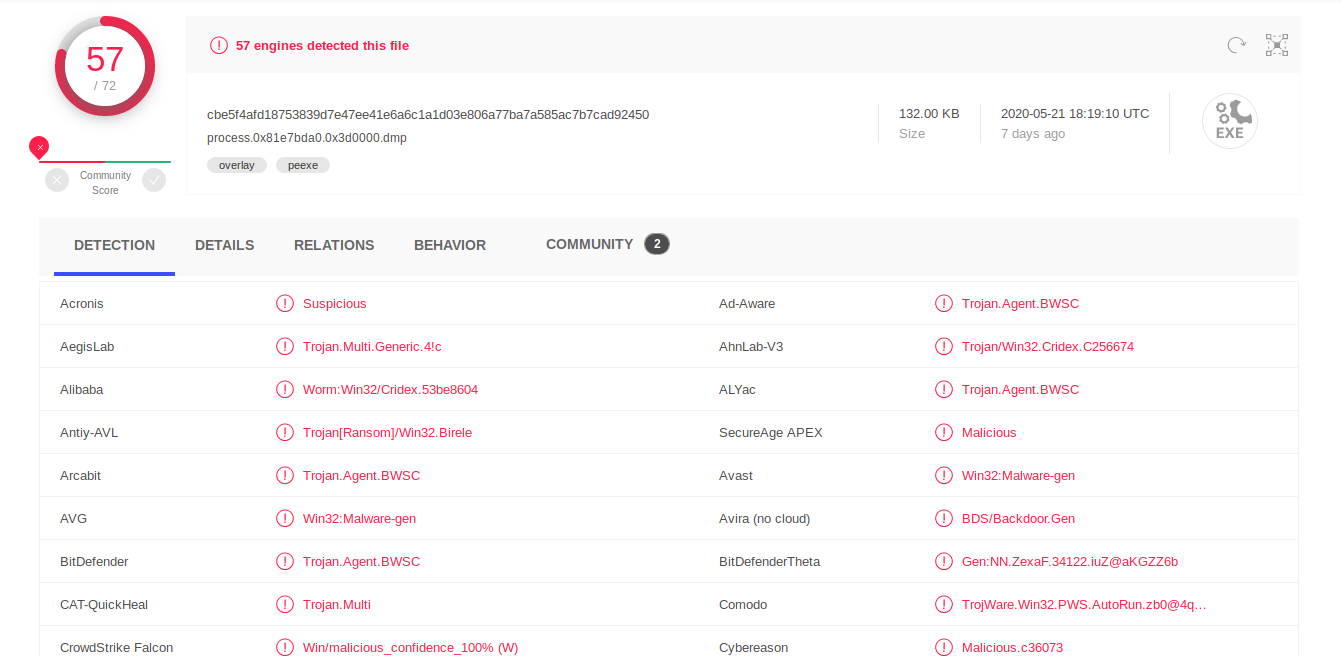 57
/ 72
Community
Score
57 engines detected this file
cbe5f4afd18753839d7e47ee41e6a6c1a1d03e806a77ba7a585ac7b7cad92450
process.0x81e7bda0.0x3d0000.dmp
overlay peexe
132.00 KB
Size
2020-05-21 18:19:10 UTC
7 days ago
EXE
DETECTION DETAILS RELATIONS BEHAVIOR COMMUNITY 2
Acronis Suspicious Ad-Aware Trojan.Agent.BWSC
AegisLab Trojan.Multi.Generic.4!c AhnLab-V3 Trojan/Win32.Cridex.C256674
Alibaba Worm:Win32/Cridex.53be8604 ALYac Trojan.Agent.BWSC
Antiy-AVL Trojan[Ransom]/Win32.Birele SecureAge APEX Malicious
Arcabit Trojan.Agent.BWSC Avast Win32:Malware-gen
AVG Win32:Malware-gen Avira (no cloud) BDS/Backdoor.Gen
BitDefender Trojan.Agent.BWSC BitDefenderTheta Gen:NN.ZexaF.34122.iuZ@aKGZZ6b
CAT-QuickHeal Trojan.Multi Comodo TrojWare.Win32.PWS.AutoRun.zb0@4q…
CrowdStrike Falcon Win/malicious_confidence_100% (W) Cybereason Malicious.c36073